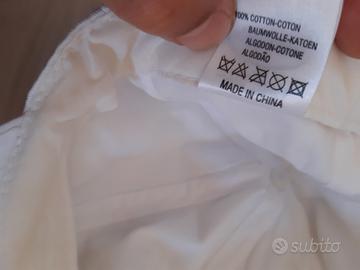 100% COTTON-COTON
BAUMWOLLE-KATOEN
ALGODON-COTONE
ALGODÃO
MADE IN CHINA
subito